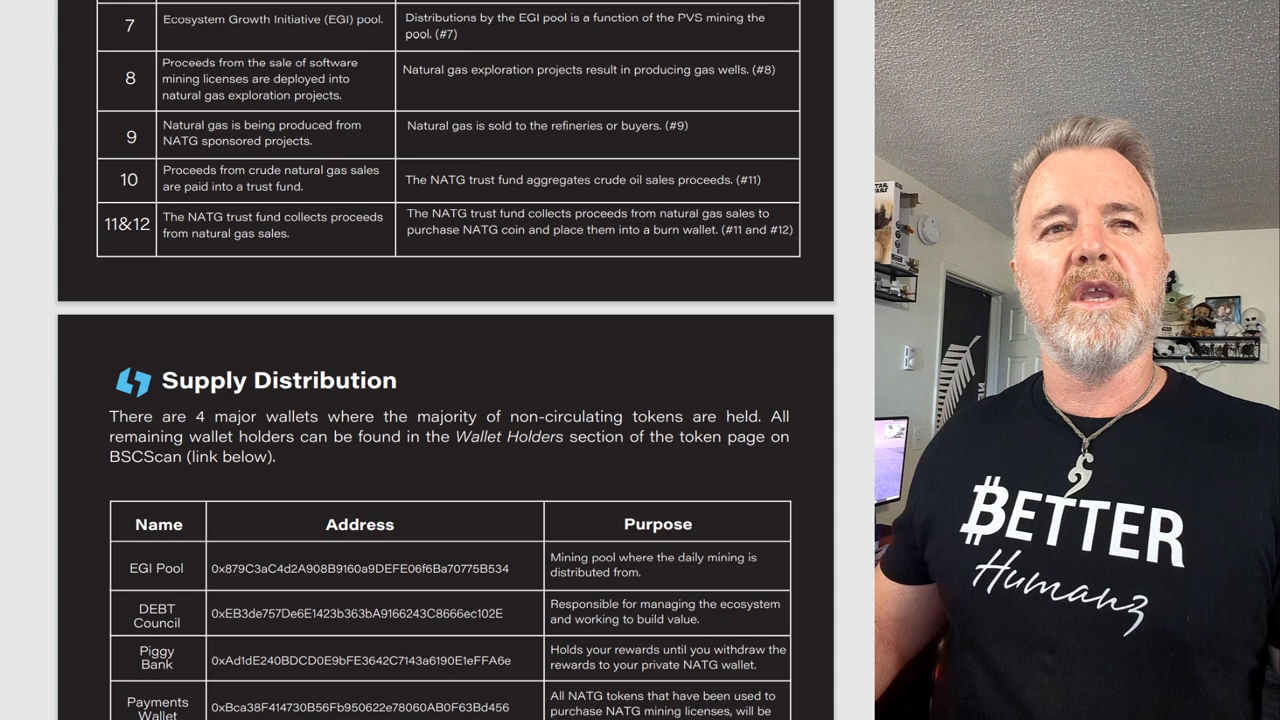 7
Ecosystem Growth Initiative (EGI) pool.
Distributions by the EGI pool is a function of the PVS mining the
pool. (#7)
8
Proceeds from the sale of software
mining licenses are deployed into
natural gas exploration projects.
Natural gas exploration projects result in producing gas wells. (#8)
9
Natural gas is being produced from
NATG sponsored projects.
Natural gas is sold to the refineries or buyers. (#9)
10
Proceeds from crude natural gas sales
are paid into a trust fund.
The NATG trust fund aggregates crude oil sales proceeds. (#11)
11&12
The NATG trust fund collects proceeds
from natural gas sales.
The NATG trust fund collects proceeds from natural gas sales to
purchase NATG coin and place them into a burn wallet. (#11 and #12)
Supply Distribution
There are 4 major wallets where the majority of non-circulating tokens are held. All
remaining wallet holders can be found in the Wallet Holders section of the token page on
BSCScan (link below).
Name
Address
Purpose
EGI Pool
0x879C3aC4d2A908B9160a9DEFE06f6Ba70775B534
Mining pool where the daily mining is
distributed from.
DEBT
Council
0xEB3de757De6E1423b363bA9166243C8666ec102E
Responsible for managing the ecosystem
and working to build value.
Piggy
Bank
0xAd1dE240BDCD0E9bFE3642C7143a6190E1eFFA6e
Holds your rewards until you withdraw the
rewards to your private NATG wallet.
Payments
Wallet
0xBca38F414730B56Fb950622e78060AB0F63Bd456
All NATG tokens that have been used to
purchase NATG mining licenses, will be
STAR
WARS
₿ETTER
Humanz